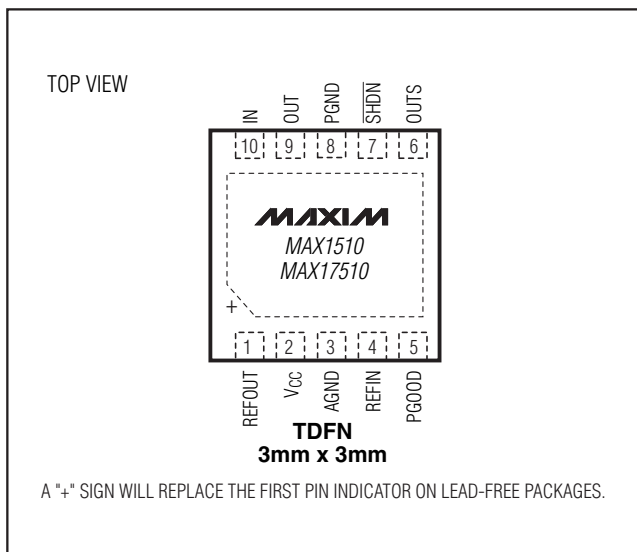 TOP VIEW
IN OUT PGND SHDN OUTS
10 9 8 7 6
MAXIM
MAX1510
MAX17510
+
1 2 3 4 5
REFOUT VCC AGND REFIN PGOOD
TDFN
3mm x 3mm
A "+" SIGN WILL REPLACE THE FIRST PIN INDICATOR ON LEAD-FREE PACKAGES.